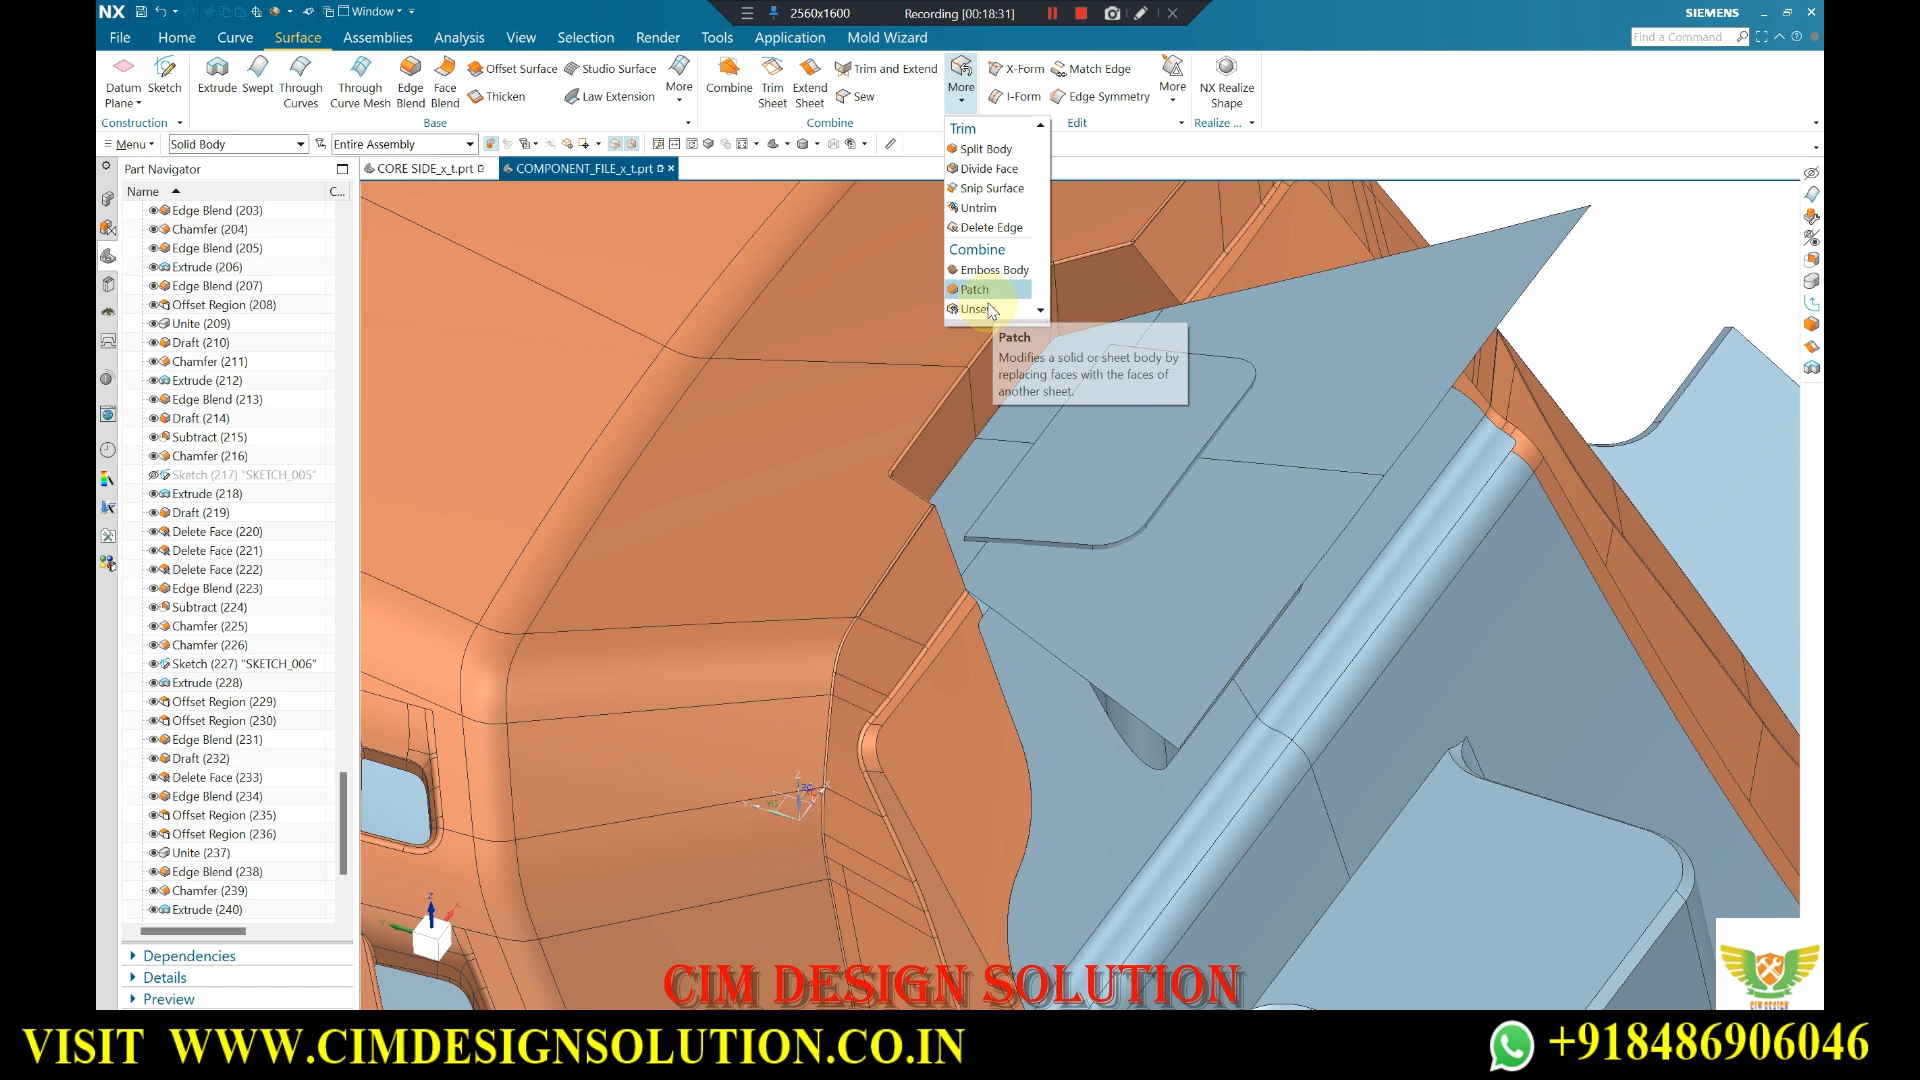 NX
Window
2560x1600
Recording [00:18:31]
SIEMENS
File Home Curve Surface Assemblies Analysis View Selection Render Tools Application Mold Wizard
Find a Command
Datum Plane
Sketch
Extrude
Swept
Through Curves
Through Curve Mesh
Edge Blend
Face Blend
Offset Surface
Thicken
Studio Surface
Law Extension
More
Combine
Trim Sheet
Extend Sheet
Trim and Extend
Sew
More
X-Form
I-Form
Match Edge
Edge Symmetry
More
NX Realize Shape
Construction
Base
Combine
Edit
Realize ...
Menu
Solid Body
Entire Assembly
Part Navigator
CORE SIDE_x_t.prt
COMPONENT_FILE_x_t.prt
Name
C...
Edge Blend (203)
Chamfer (204)
Edge Blend (205)
Extrude (206)
Edge Blend (207)
Offset Region (208)
Unite (209)
Draft (210)
Chamfer (211)
Extrude (212)
Edge Blend (213)
Draft (214)
Subtract (215)
Chamfer (216)
Sketch (217) "SKETCH_005"
Extrude (218)
Draft (219)
Delete Face (220)
Delete Face (221)
Delete Face (222)
Edge Blend (223)
Subtract (224)
Chamfer (225)
Chamfer (226)
Sketch (227) "SKETCH_006"
Extrude (228)
Offset Region (229)
Offset Region (230)
Edge Blend (231)
Draft (232)
Delete Face (233)
Edge Blend (234)
Offset Region (235)
Offset Region (236)
Unite (237)
Edge Blend (238)
Chamfer (239)
Extrude (240)
Dependencies
Details
Preview
Trim
Split Body
Divide Face
Snip Surface
Untrim
Delete Edge
Combine
Emboss Body
Patch
Patch
Modifies a solid or sheet body by
replacing faces with the faces of
another sheet.
CIM DESIGN SOLUTION
CIM DESIGN
VISIT WWW.CIMDESIGNSOLUTION.CO.IN
+918486906046